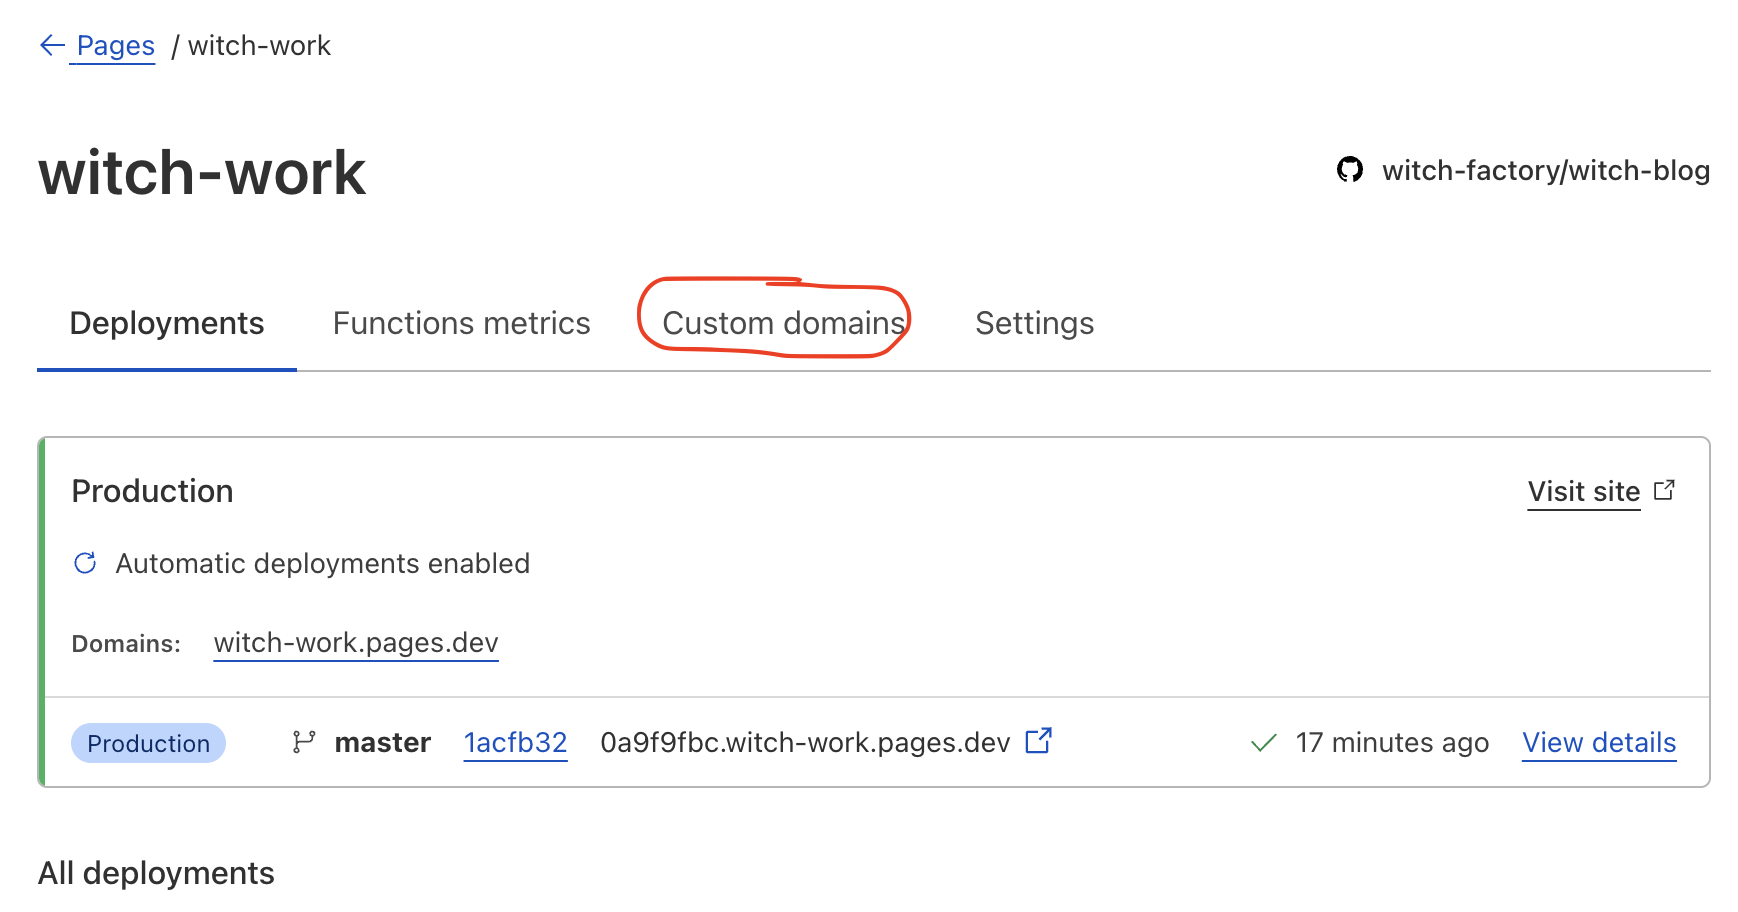 Pages / witch-work
witch-work
witch-factory/witch-blog
Deployments Functions metrics Custom domains Settings
Production
Visit site
Automatic deployments enabled
Domains: witch-work.pages.dev
Production master 1acfb32 0a9f9fbc.witch-work.pages.dev 17 minutes ago View details
All deployments